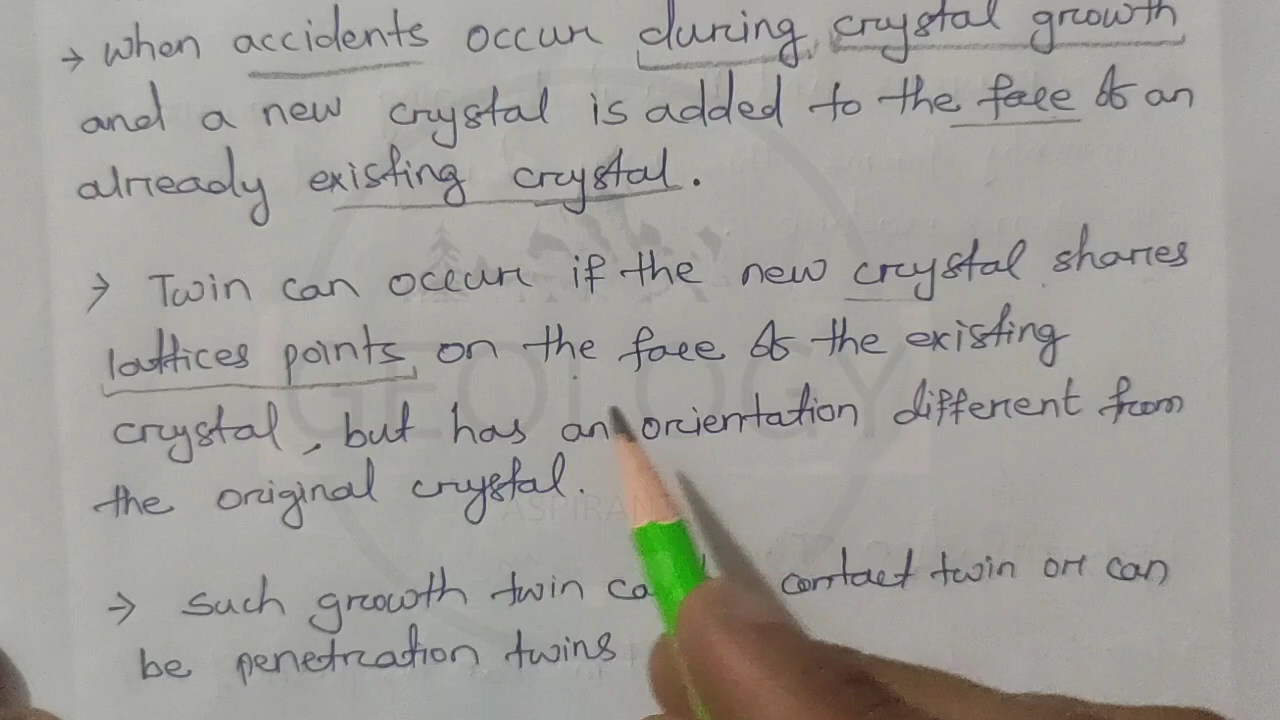 → when accidents occur during crystal growth
and a new crystal is added to the face of an
already existing crystal.
→ Twin can occur if the new crystal shares
lattices points on the face of the existing
crystal, but has an orientation different from
the original crystal.
→ Such growth twin contact twin or can
be penetration twins
GEOLOGY
ASPIRANT